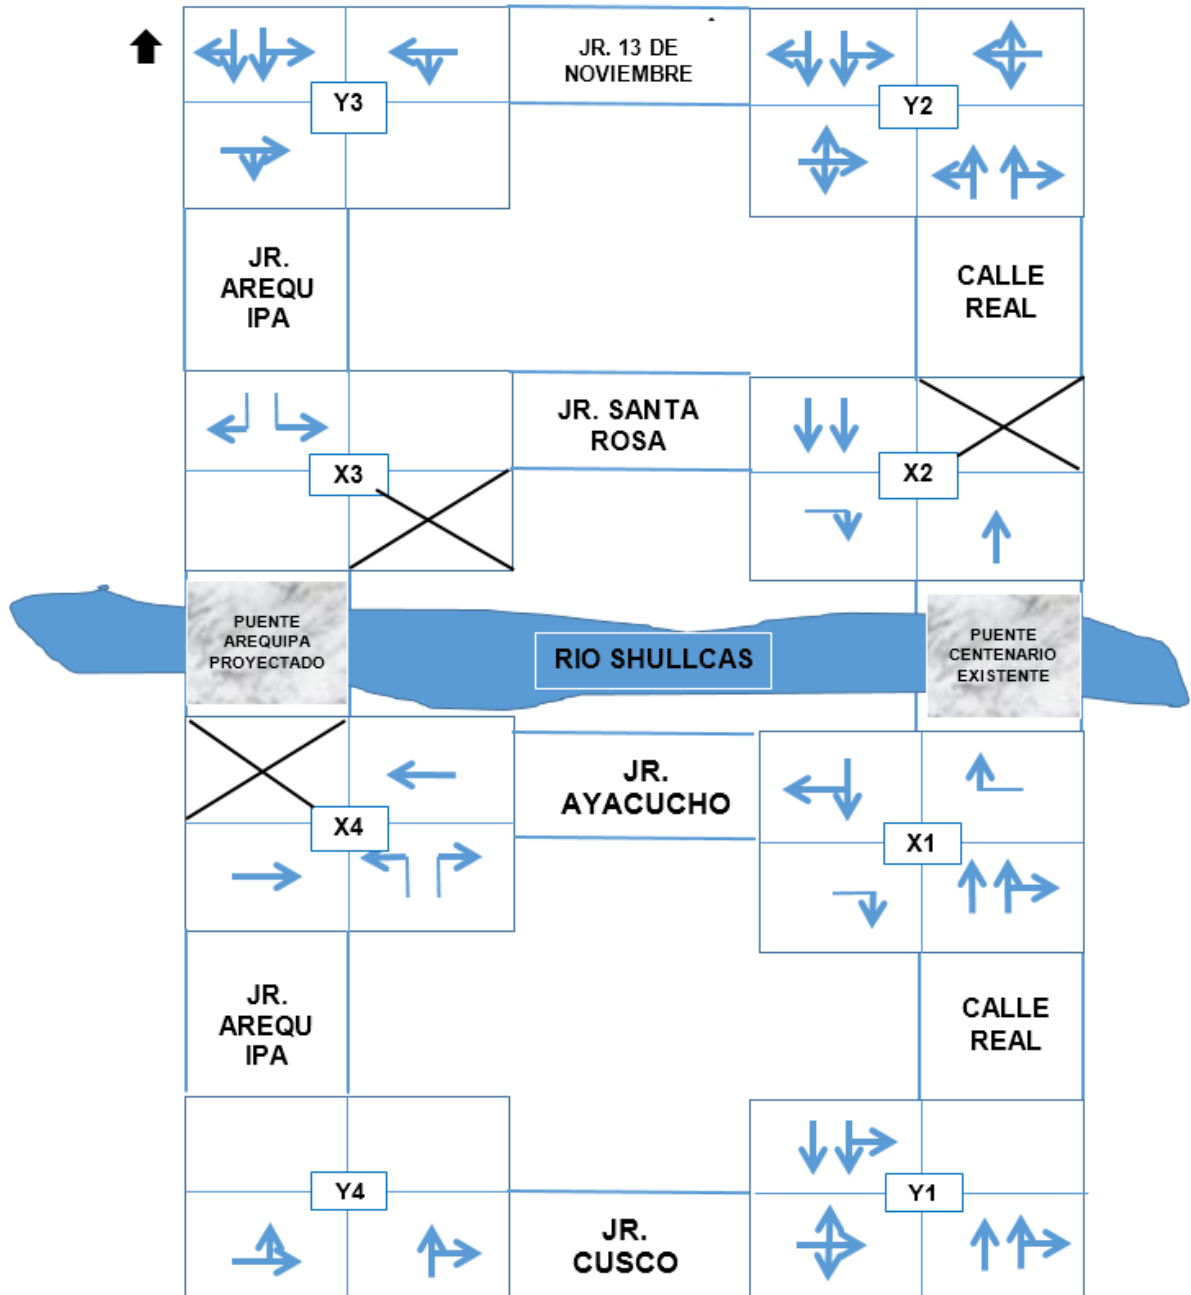 JR. 13 DE
NOVIEMBRE
Y3
Y2
JR.
AREQU
IPA
CALLE
REAL
JR. SANTA
ROSA
X3
X2
PUENTE
AREQUIPA
PROYECTADO
RIO SHULLCAS
PUENTE
CENTENARIO
EXISTENTE
JR.
AYACUCHO
X4
X1
JR.
AREQU
IPA
CALLE
REAL
Y4
Y1
JR.
CUSCO